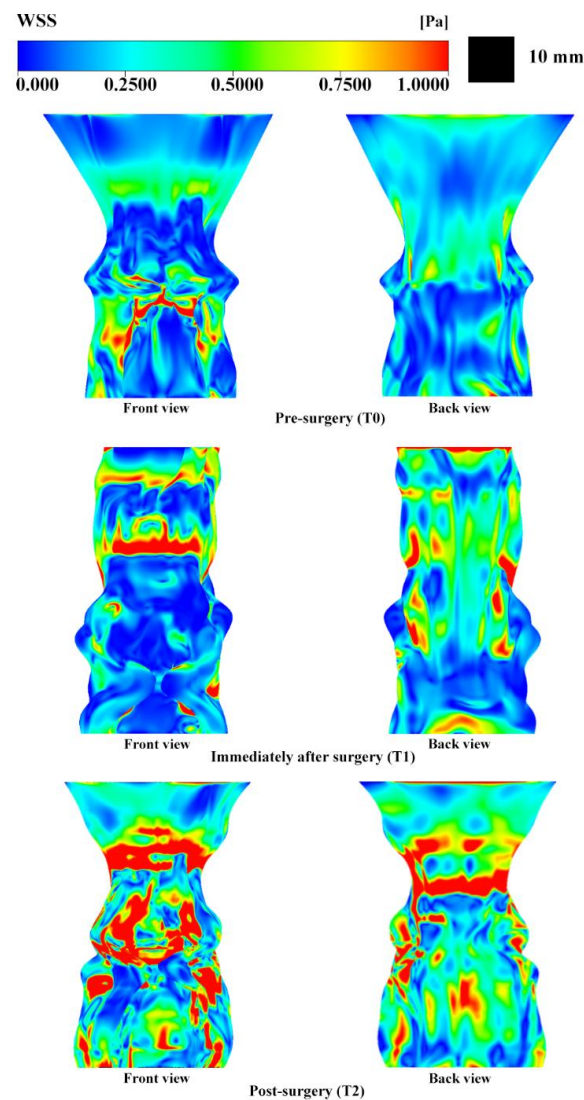 WSS [Pa]
10 mm
0.000 0.2500 0.5000 0.7500 1.0000
Front view Back view
Pre-surgery (T0)
Front view Back view
Immediately after surgery (T1)
Front view Back view
Post-surgery (T2)